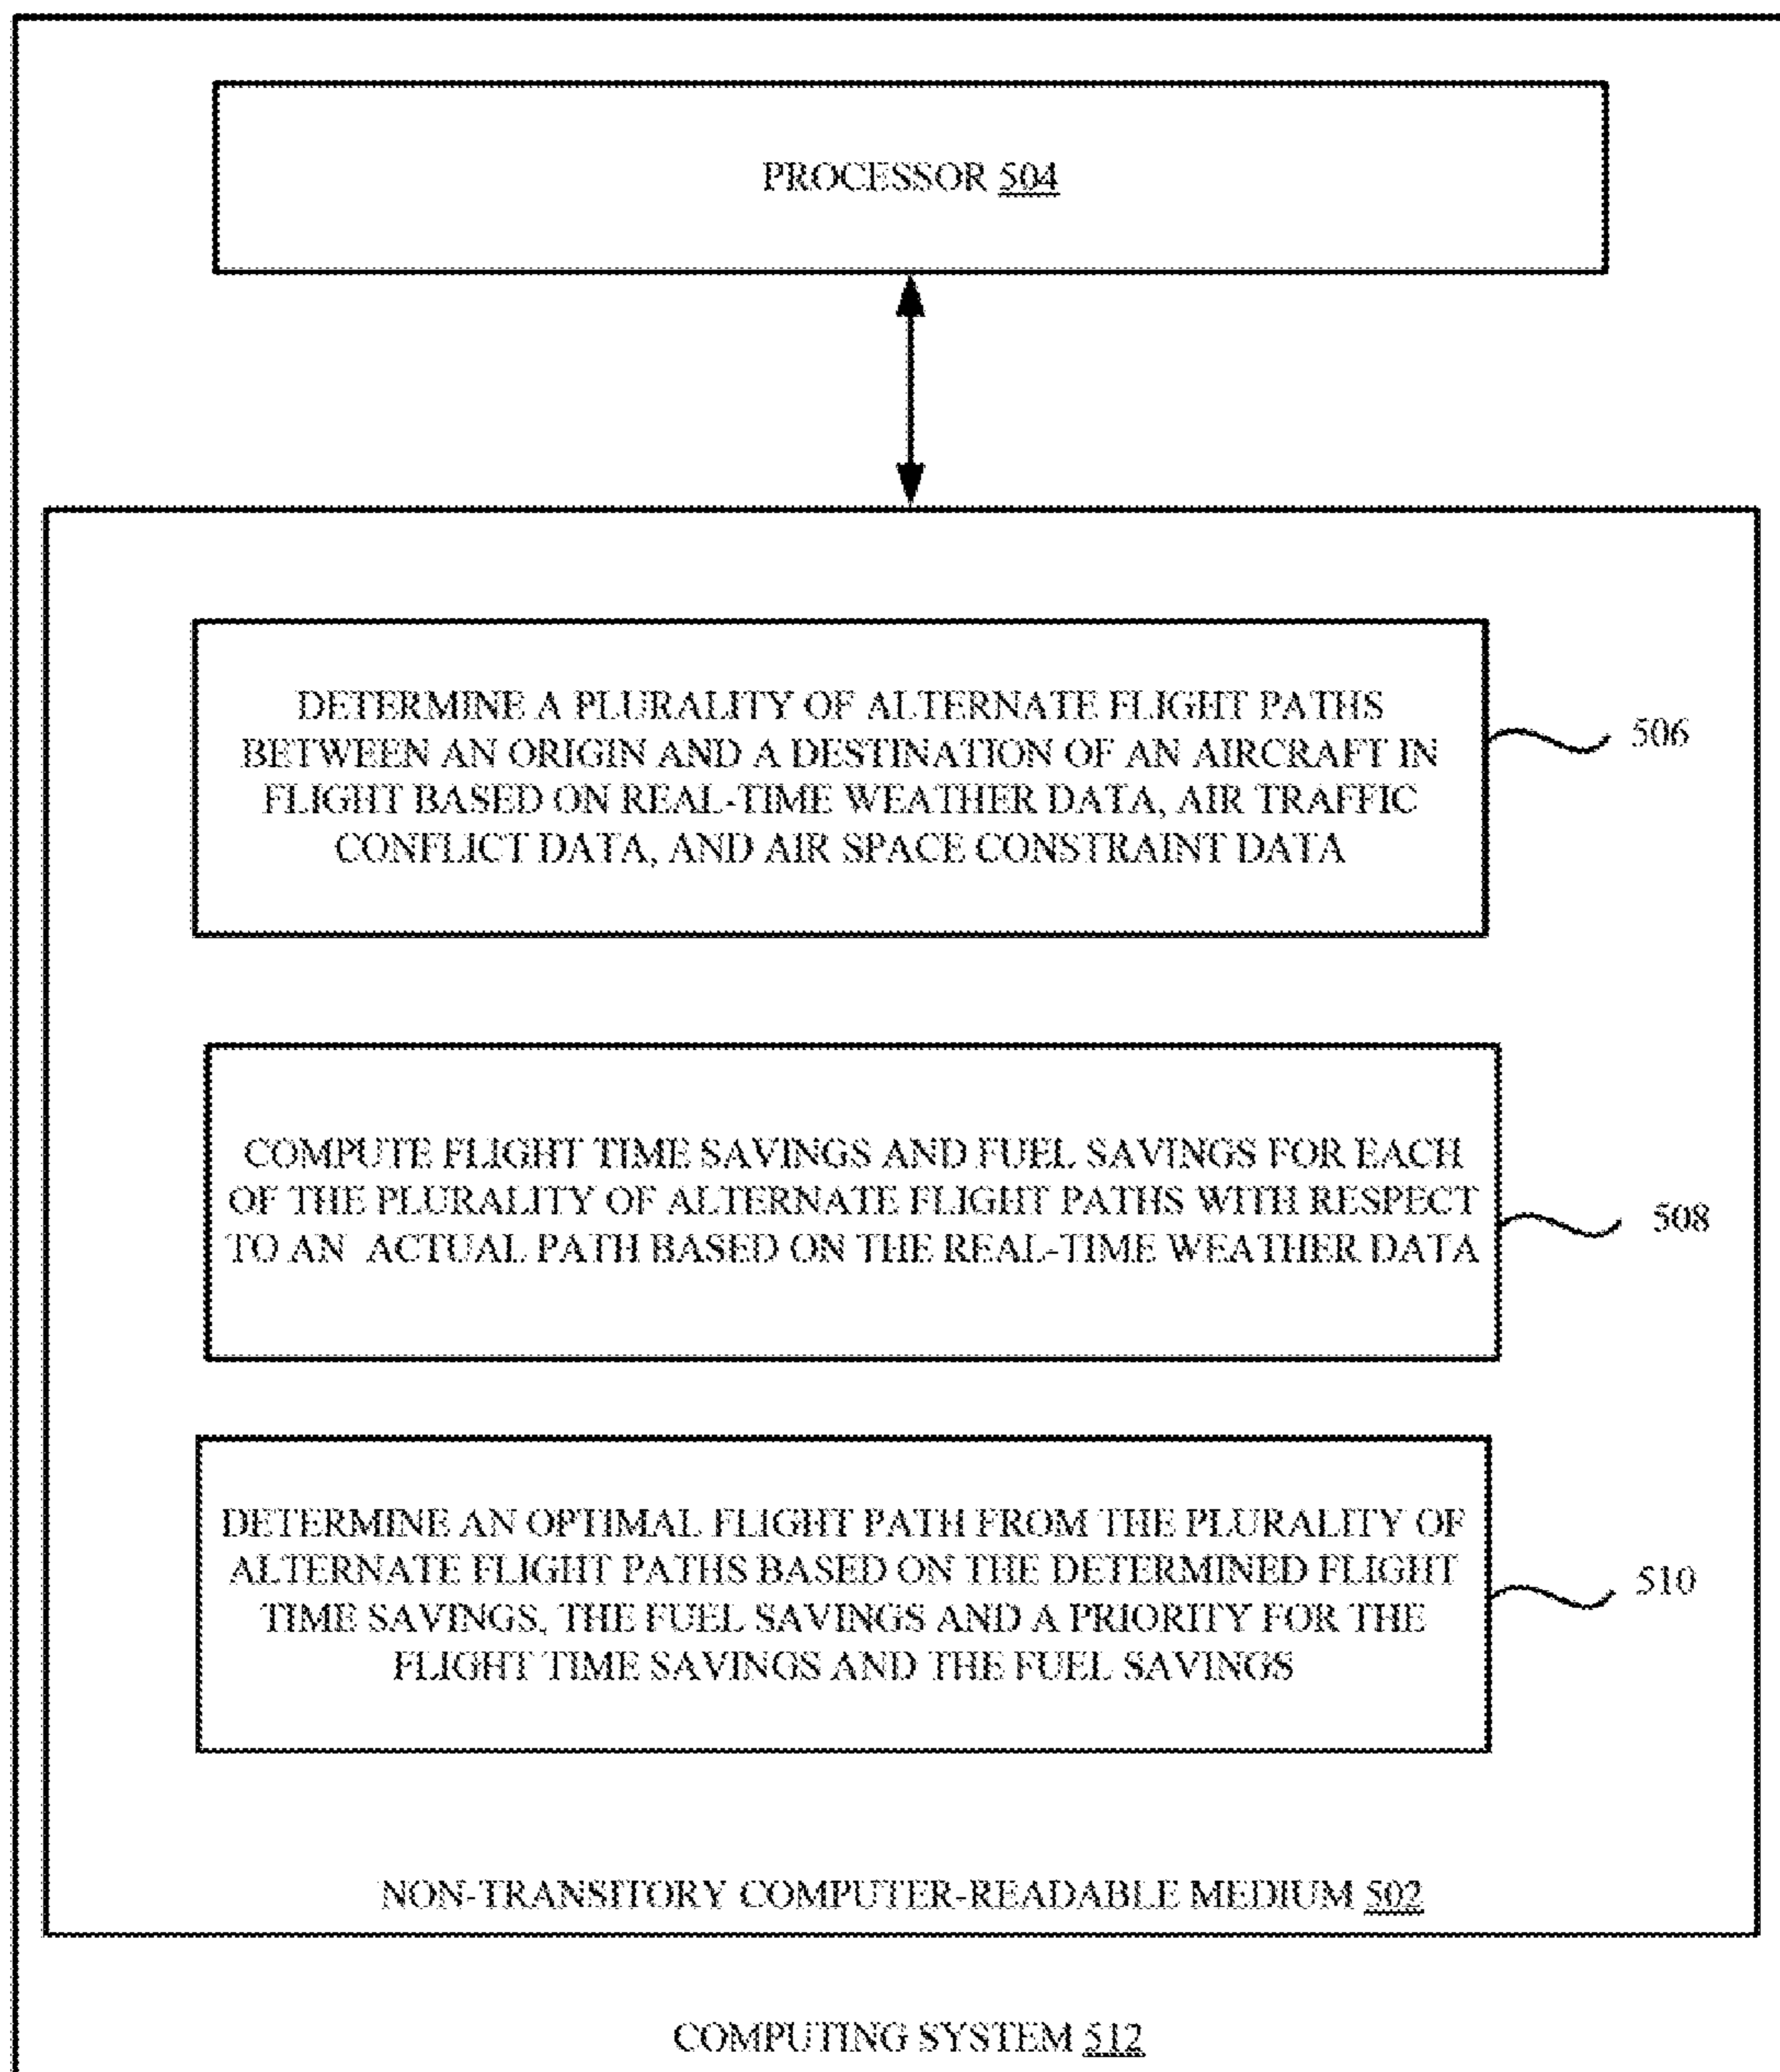 PROCESSOR 504
DETERMINE A PLURALITY OF ALTERNATE FLIGHT PATHS
BETWEEN AN ORIGIN AND A DESTINATION OF AN AIRCRAFT IN
FLIGHT BASED ON REAL-TIME WEATHER DATA, AIR TRAFFIC
CONFLICT DATA, AND AIR SPACE CONSTRAINT DATA
506
COMPUTE FLIGHT TIME SAVINGS AND FUEL SAVINGS FOR EACH
OF THE PLURALITY OF ALTERNATE FLIGHT PATHS WITH RESPECT
TO AN ACTUAL PATH BASED ON THE REAL-TIME WEATHER DATA
508
DETERMINE AN OPTIMAL FLIGHT PATH FROM THE PLURALITY OF
ALTERNATE FLIGHT PATHS BASED ON THE DETERMINED FLIGHT
TIME SAVINGS, THE FUEL SAVINGS AND A PRIORITY FOR THE
FLIGHT TIME SAVINGS AND THE FUEL SAVINGS
510
NON-TRANSITORY COMPUTER-READABLE MEDIUM 502
COMPUTING SYSTEM 512